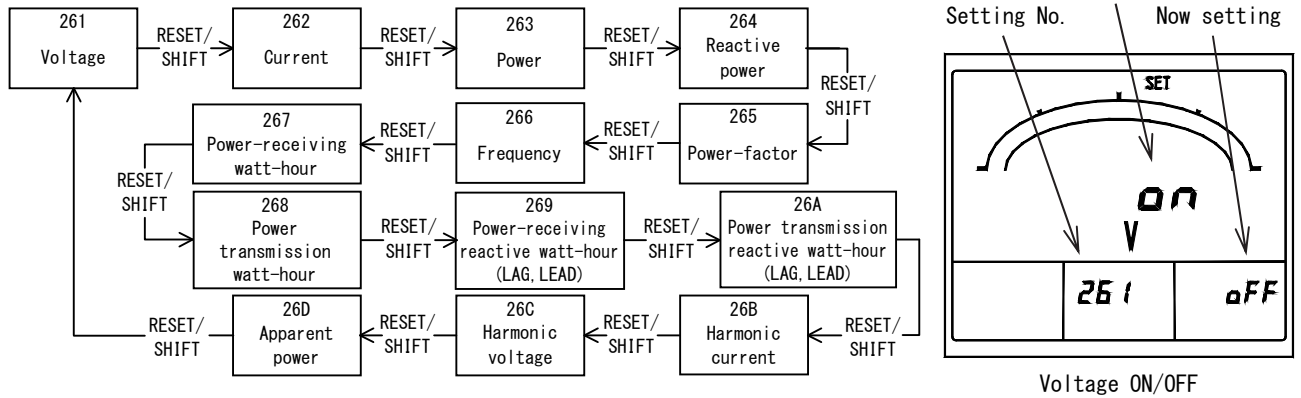 261
Voltage
RESET/
SHIFT
262
Current
RESET/
SHIFT
263
Power
RESET/
SHIFT
264
Reactive
power
RESET/
SHIFT
265
Power-factor
RESET/
SHIFT
266
Frequency
RESET/
SHIFT
267
Power-receiving
watt-hour
RESET/
SHIFT
268
Power
transmission
watt-hour
RESET/
SHIFT
269
Power-receiving
reactive watt-hour
(LAG, LEAD)
RESET/
SHIFT
26A
Power transmission
reactive watt-hour
(LAG, LEAD)
RESET/
SHIFT
26B
Harmonic
current
RESET/
SHIFT
26C
Harmonic
voltage
RESET/
SHIFT
26D
Apparent
power
RESET/
SHIFT
Setting No.
Now setting
SET
on
V
261
oFF
Voltage ON/OFF